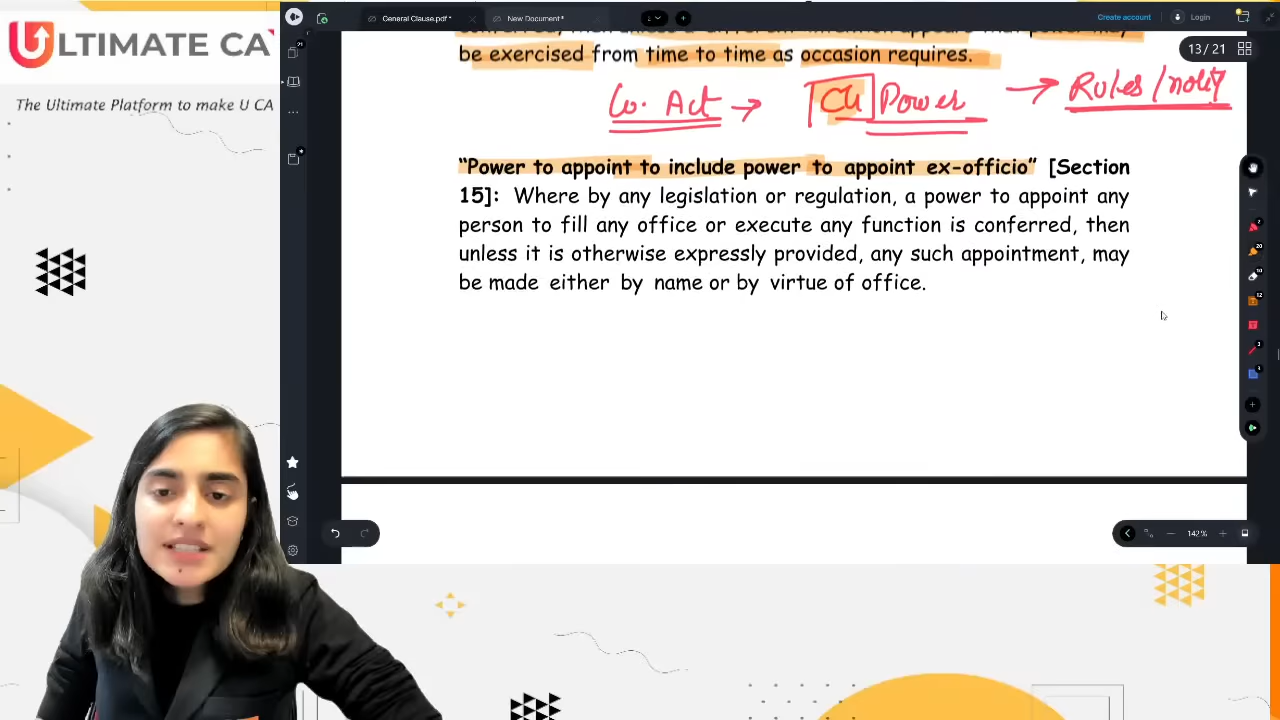 General Clause.pdf *
New Document*
1
Create account
Login
ULTIMATE CA
The Ultimate Platform to make U CA
13 / 21
be exercised from time to time as occasion requires.
Co. Act → CG Power → Rules/notify
"Power to appoint to include power to appoint ex-officio" [Section
15]: Where by any legislation or regulation, a power to appoint any
person to fill any office or execute any function is conferred, then
unless it is otherwise expressly provided, any such appointment, may
be made either by name or by virtue of office.
142%